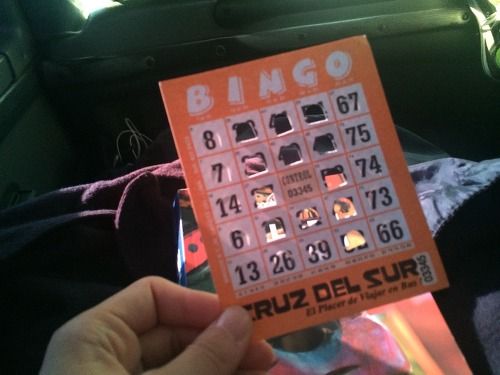 BINGO
8 67
7 75
14 CONTROL 03345 74
6 73
13 26 39 66
CRUZ DEL SUR 03345
El Placer de Viajar en Bus